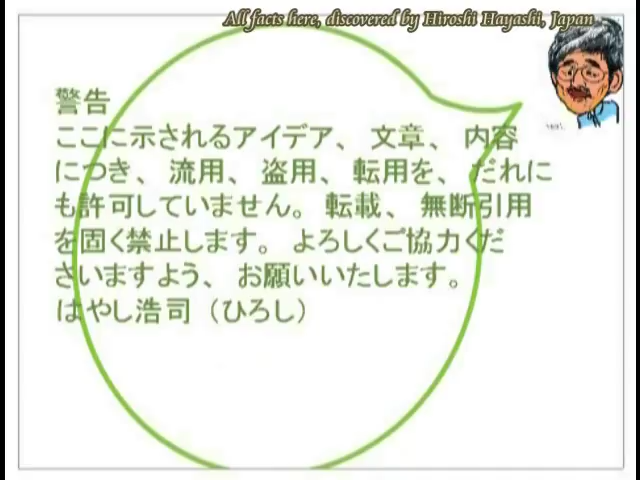 All facts here, discovered by Hiroshi Hayashi, Japan
警告
ここに示されるアイデア、 文章、 内容
につき、 流用、 盗用、 転用を、 だれに
も許可していません。 転載、 無断引用
を固く禁止します。 よろしくご協力くだ
さいますよう、 お願いいたします。
はやし浩司 （ひろし）